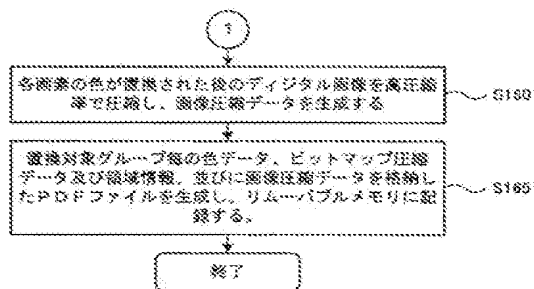 1
各画素の色が置換された後のディジタル画像を高圧縮
率で圧縮し、画像圧縮データを生成する
S160
置換対象グループ毎の色データ、ビットマップ圧縮
データ及び領域情報、並びに画像圧縮データを格納し
たPDFファイルを生成し、リムーバブルメモリに記
録する。
S165
終了